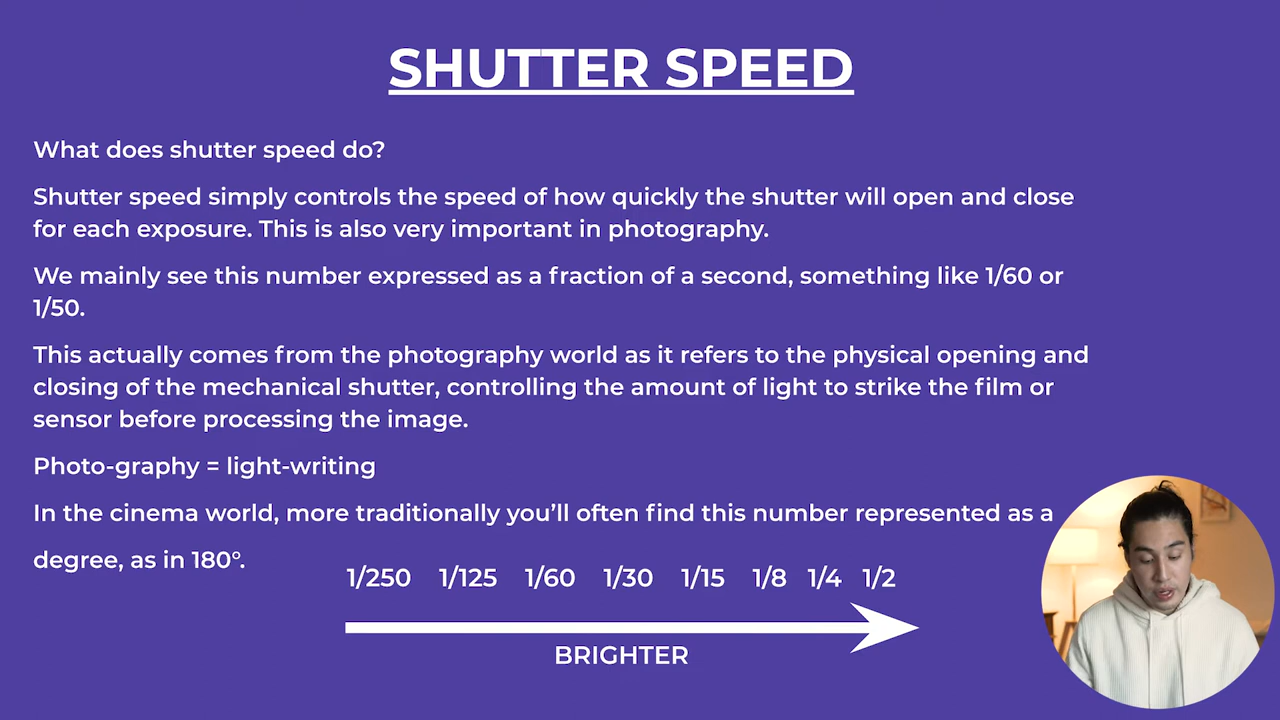 SHUTTER SPEED
What does shutter speed do?
Shutter speed simply controls the speed of how quickly the shutter will open and close
for each exposure. This is also very important in photography.
We mainly see this number expressed as a fraction of a second, something like 1/60 or
1/50.
This actually comes from the photography world as it refers to the physical opening and
closing of the mechanical shutter, controlling the amount of light to strike the film or
sensor before processing the image.
Photo-graphy = light-writing
In the cinema world, more traditionally you’ll often find this number represented as a
degree, as in 180°.
1/250 1/125 1/60 1/30 1/15 1/8 1/4 1/2
BRIGHTER